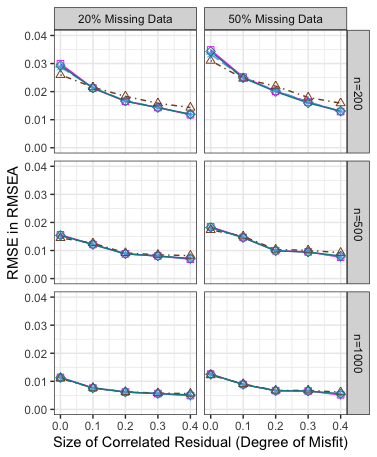 20% Missing Data
50% Missing Data
RMSE in RMSEA
0.04
0.03
0.02
0.01
0.00
n=200
0.04
0.03
0.02
0.01
0.00
n=500
0.04
0.03
0.02
0.01
0.00
n=1000
0.0 0.1 0.2 0.3 0.4
0.0 0.1 0.2 0.3 0.4
Size of Correlated Residual (Degree of Misfit)